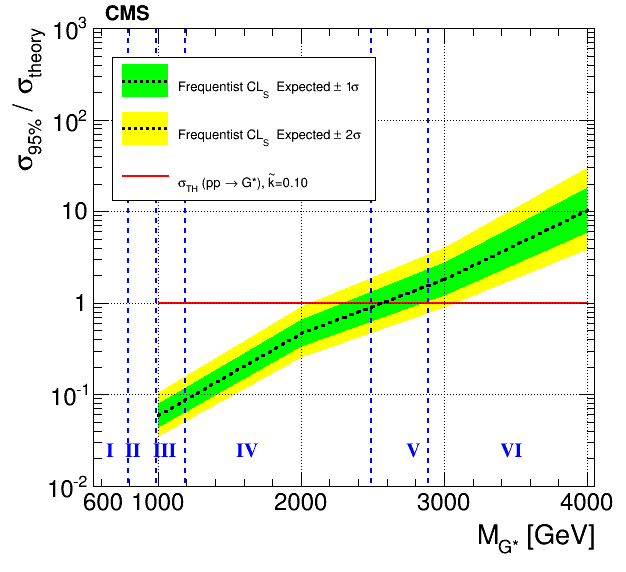 CMS
σ95% / σtheory
10³
10²
10
1
10⁻¹
10⁻²
Frequentist CLS Expected ± 1σ
Frequentist CLS Expected ± 2σ
σTH (pp → G*), k̃=0.10
I II III IV V VI
600 1000 2000 3000 4000
MG* [GeV]